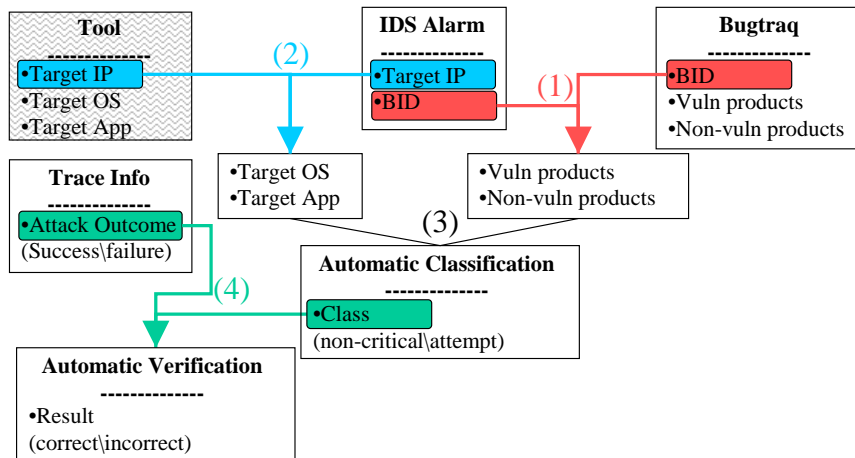 Tool
--------------
•Target IP
•Target OS
•Target App
(2)
IDS Alarm
--------------
•Target IP
•BID
(1)
Bugtraq
--------------
•BID
•Vuln products
•Non-vuln products
Trace Info
--------------
•Attack Outcome
(Success\failure)
•Target OS
•Target App
•Vuln products
•Non-vuln products
(3)
Automatic Classification
--------------
•Class
(non-critical\attempt)
(4)
Automatic Verification
--------------
•Result
(correct\incorrect)